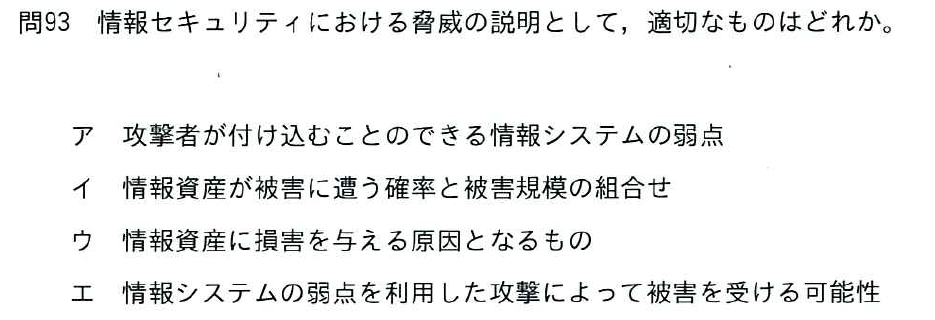 問93　情報セキュリティにおける脅威の説明として，適切なものはどれか。
ア　攻撃者が付け込むことのできる情報システムの弱点
イ　情報資産が被害に遭う確率と被害規模の組合せ
ウ　情報資産に損害を与える原因となるもの
エ　情報システムの弱点を利用した攻撃によって被害を受ける可能性